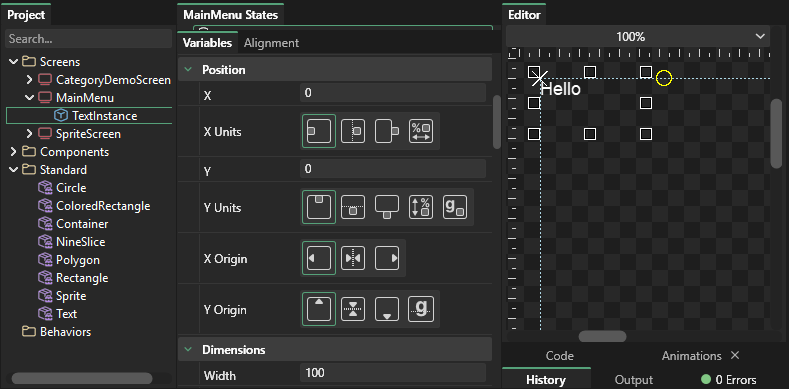 Project
Search...
Screens
CategoryDemoScreen
MainMenu
TextInstance
SpriteScreen
Components
Standard
Circle
ColoredRectangle
Container
NineSlice
Polygon
Rectangle
Sprite
Text
Behaviors
MainMenu States
Variables Alignment
Position
X 0
X Units %
Y 0
Y Units % g
X Origin
Y Origin g
Dimensions
Width 100
Editor
100%
Hello
Code Animations
History Output 0 Errors